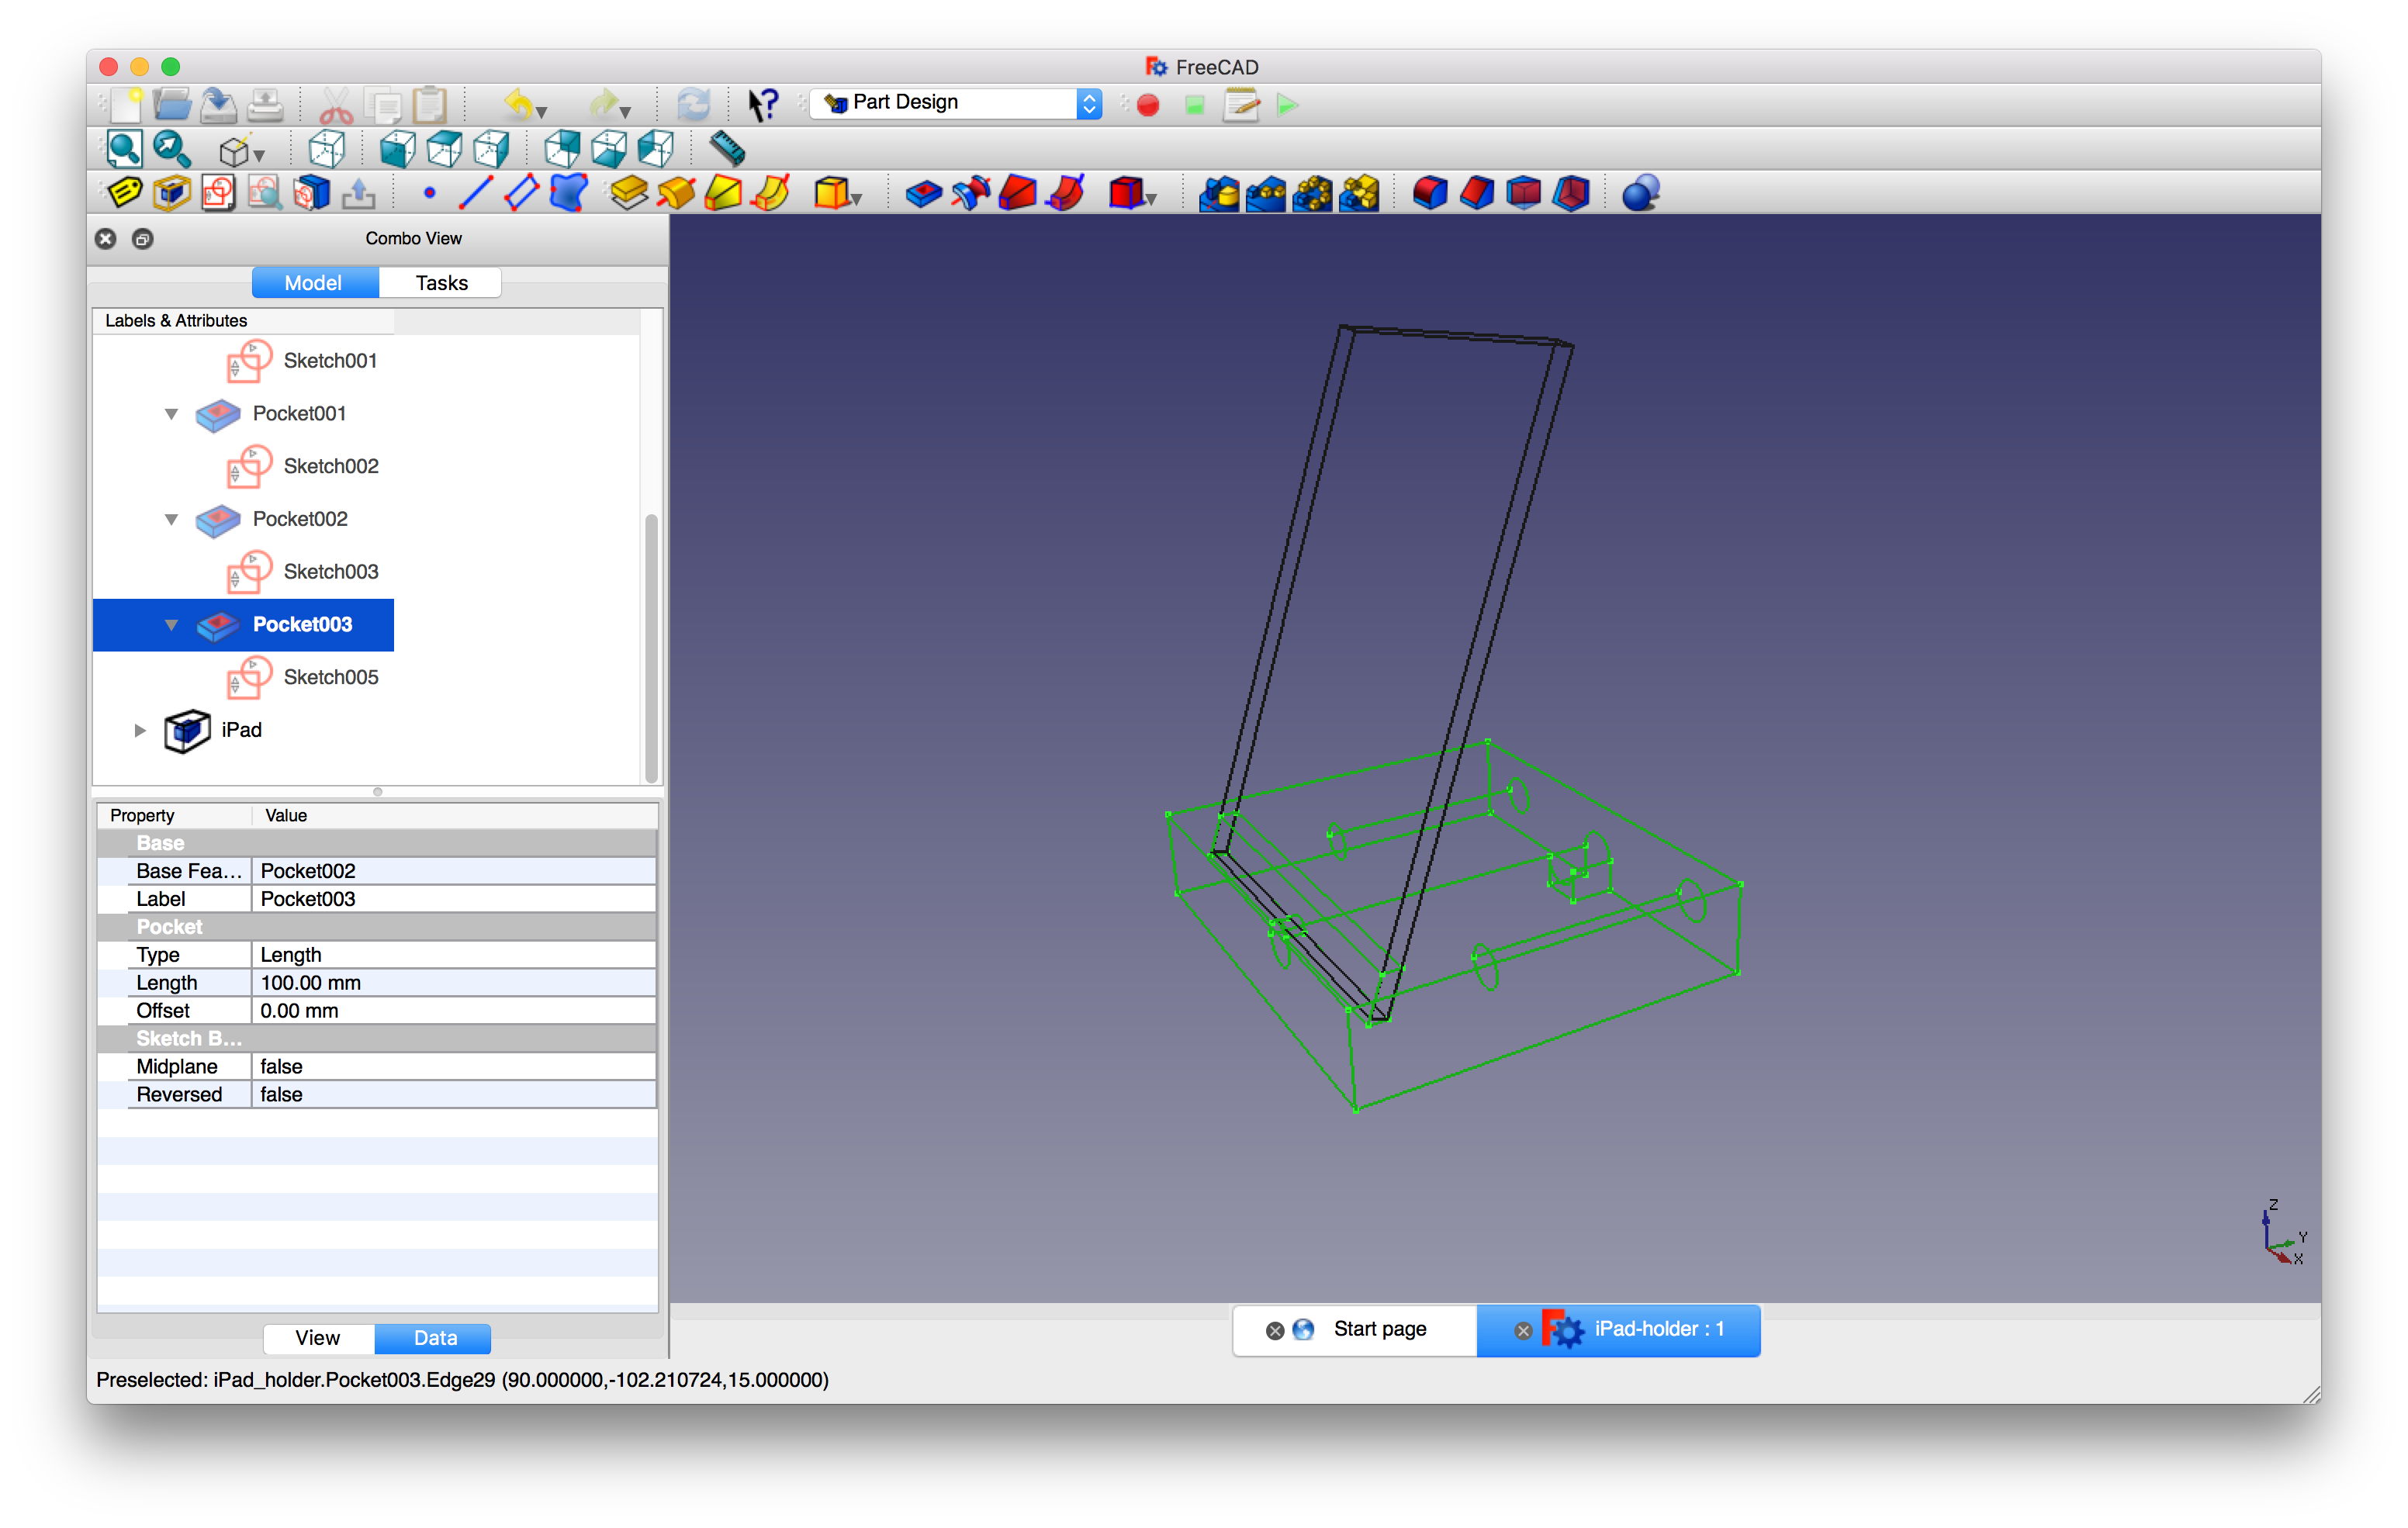 FreeCAD
Part Design
Combo View
Model Tasks
Labels & Attributes
Sketch001
Pocket001
Sketch002
Pocket002
Sketch003
Pocket003
Sketch005
iPad
Property Value
Base
Base Fea... Pocket002
Label Pocket003
Pocket
Type Length
Length 100.00 mm
Offset 0.00 mm
Sketch B...
Midplane false
Reversed false
Z
Y
X
View Data
Start page
iPad-holder : 1
Preselected: iPad_holder.Pocket003.Edge29 (90.000000,-102.210724,15.000000)